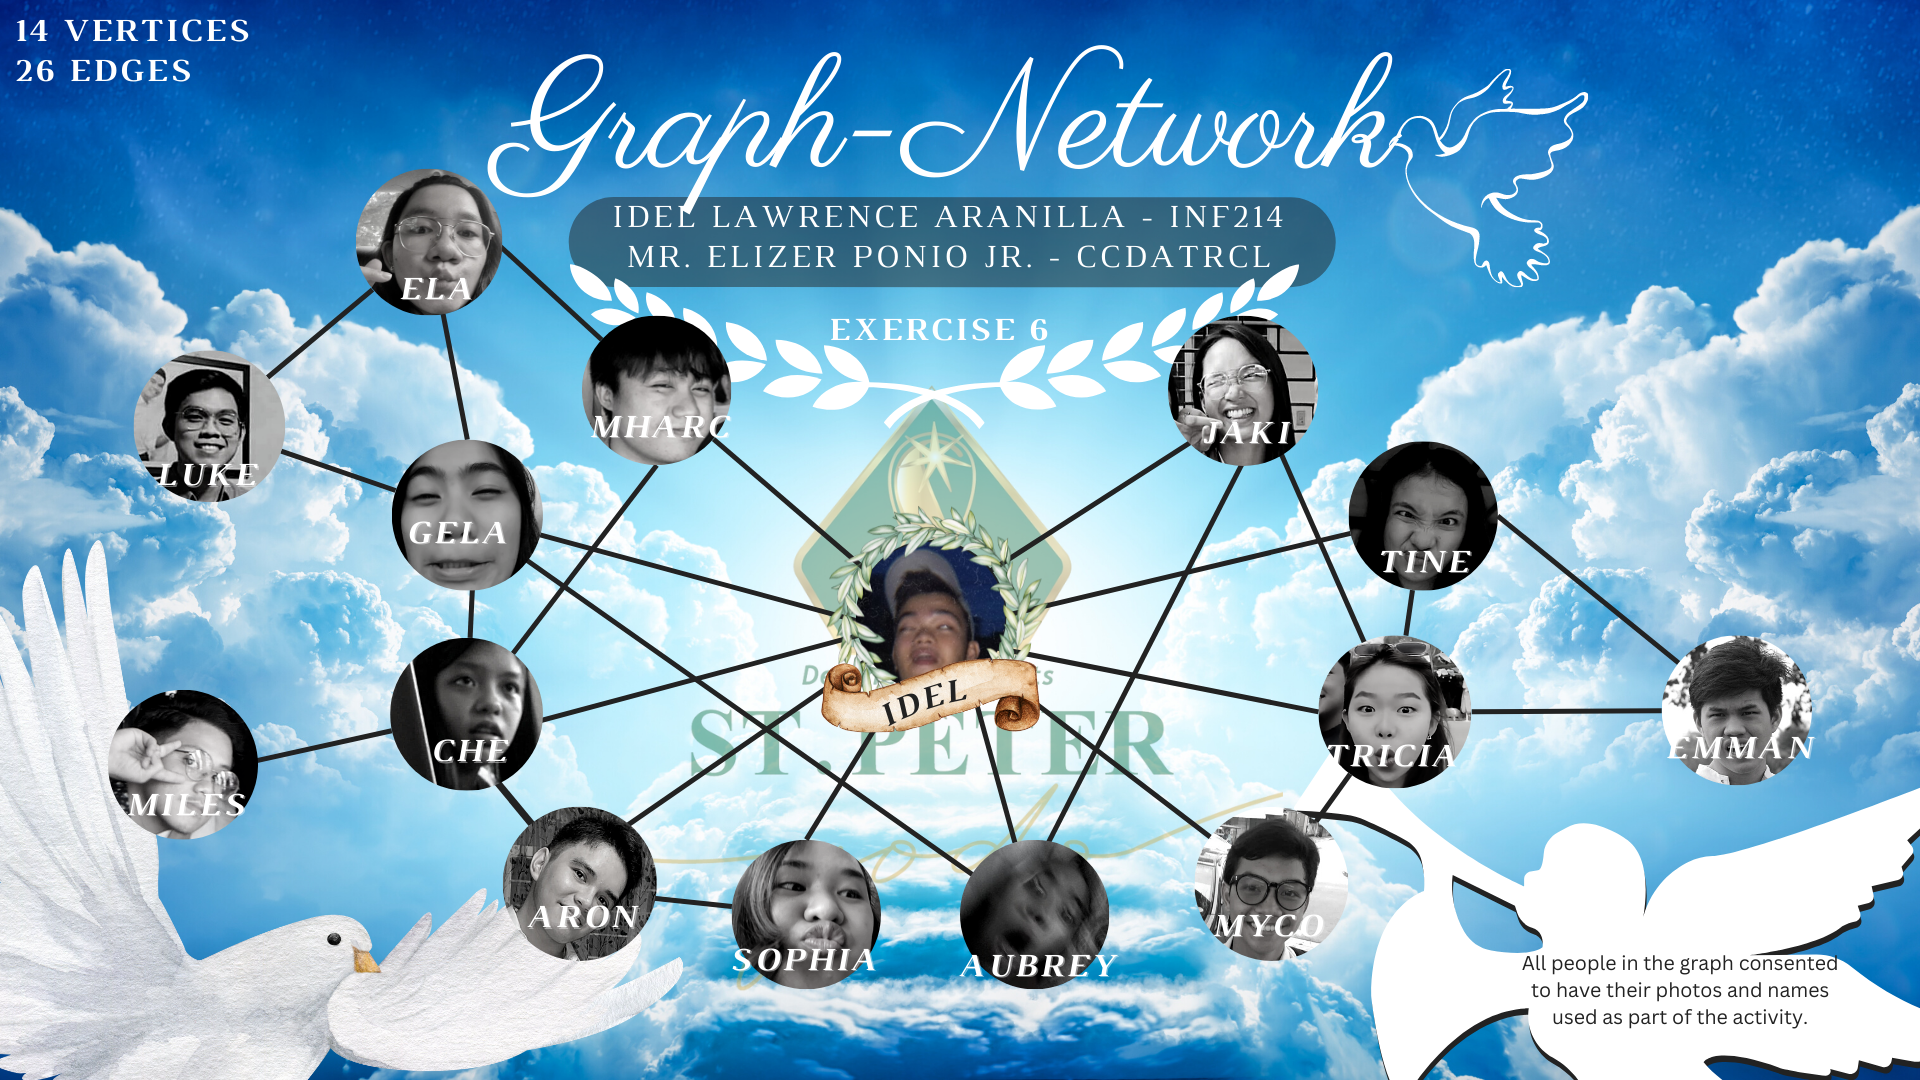 14 VERTICES
26 EDGES
Graph-Network
IDEL LAWRENCE ARANILLA - INF214
MR. ELIZER PONIO JR. - CCDATRCL
EXERCISE 6
ELA
MHARC
JAKI
LUKE
GELA
TINE
IDEL
ST. PETER
CHE
TRICIA
EMMAN
MILES
ARON
SOPHIA
AUBREY
MYCO
All people in the graph consented
to have their photos and names
used as part of the activity.